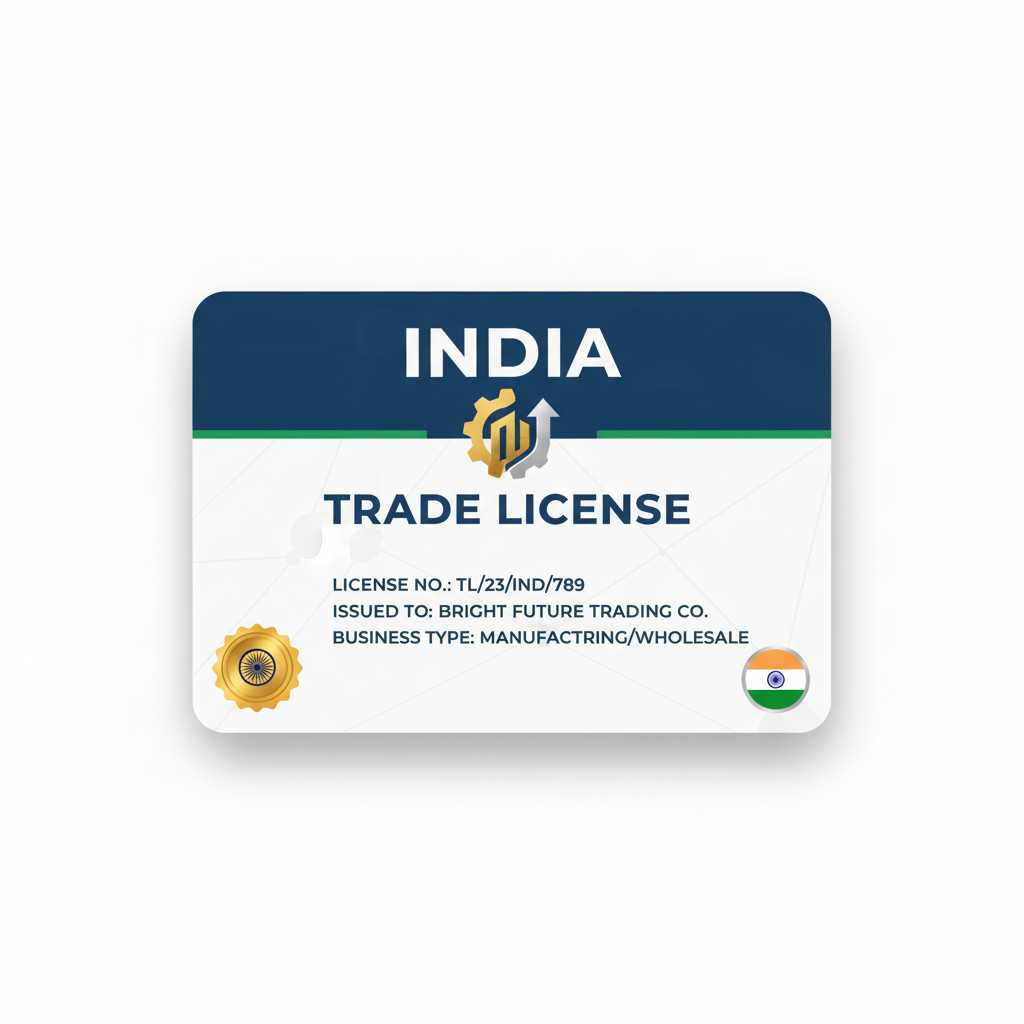 INDIA
TRADE LICENSE
LICENSE NO.: TL/23/IND/789
ISSUED TO: BRIGHT FUTURE TRADING CO.
BUSINESS TYPE: MANUFACTRING/WHOLESALE